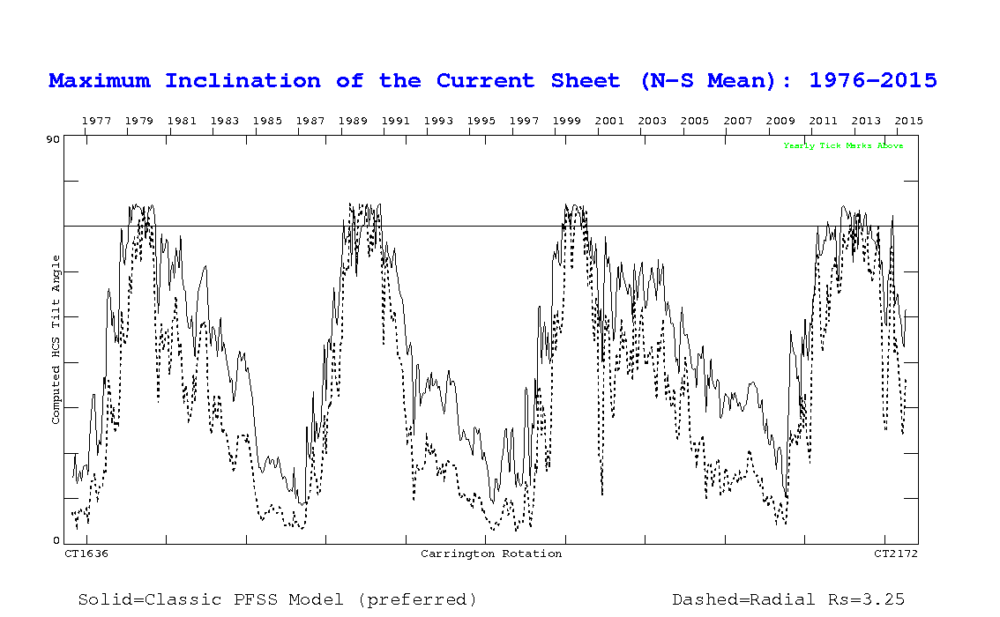 Maximum Inclination of the Current Sheet (N-S Mean): 1976-2015
1977 1979 1981 1983 1985 1987 1989 1991 1993 1995 1997 1999 2001 2003 2005 2007 2009 2011 2013 2015
90
Yearly Tick Marks Above
Computed HCS Tilt Angle
0
CT1636 Carrington Rotation CT2172
Solid=Classic PFSS Model (preferred) Dashed=Radial Rs=3.25